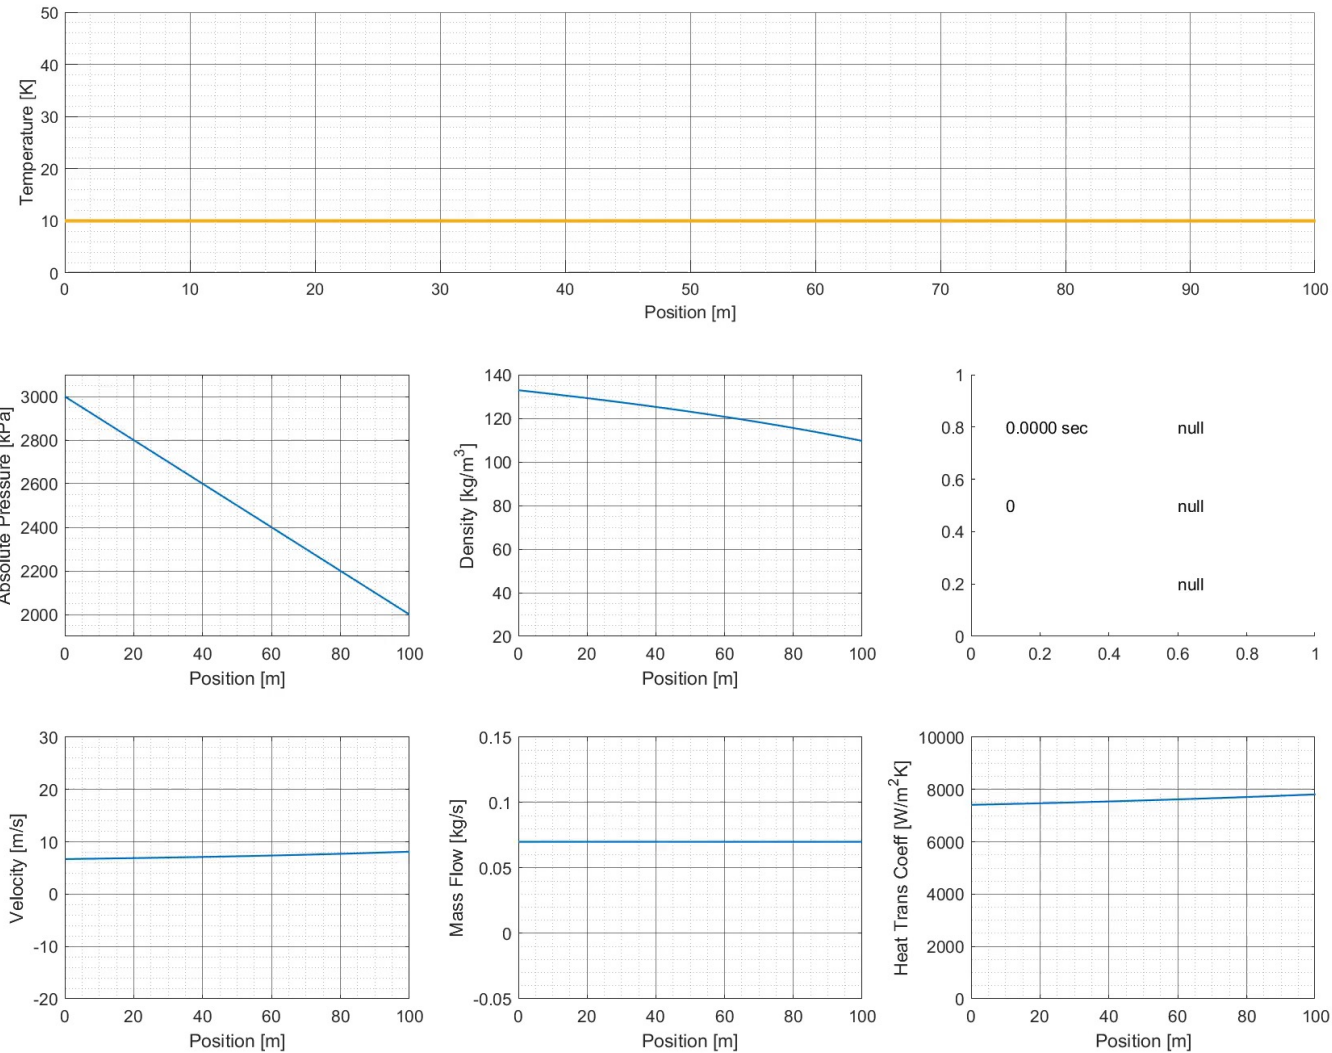 50
40
30
20
10
0
Temperature [K]
0 10 20 30 40 50 60 70 80 90 100
Position [m]
3000
2800
2600
2400
2200
2000
Absolute Pressure [kPa]
0 20 40 60 80 100
Position [m]
140
120
100
80
60
40
20
Density [kg/m³]
0 20 40 60 80 100
Position [m]
1
0.8
0.6
0.4
0.2
0
0.0000 sec null
0 null
null
0 0.2 0.4 0.6 0.8 1
30
20
10
0
-10
-20
Velocity [m/s]
0 20 40 60 80 100
Position [m]
0.15
0.1
0.05
0
-0.05
Mass Flow [kg/s]
0 20 40 60 80 100
Position [m]
10000
8000
6000
4000
2000
0
Heat Trans Coeff [W/m²K]
0 20 40 60 80 100
Position [m]